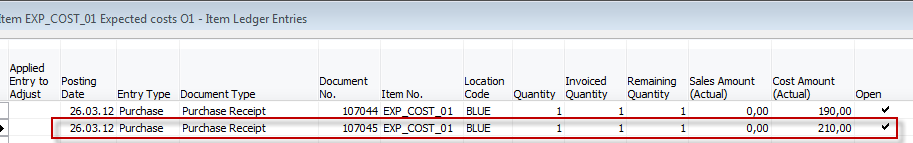 Item EXP_COST_01 Expected costs O1 - Item Ledger Entries
Applied Entry to Adjust Posting Date Entry Type Document Type Document No. Item No. Location Code Quantity Invoiced Quantity Remaining Quantity Sales Amount (Actual) Cost Amount (Actual) Open
26.03.12 Purchase Purchase Receipt 107044 EXP_COST_01 BLUE 1 1 1 0,00 190,00 ✔
26.03.12 Purchase Purchase Receipt 107045 EXP_COST_01 BLUE 1 1 1 0,00 210,00 ✔